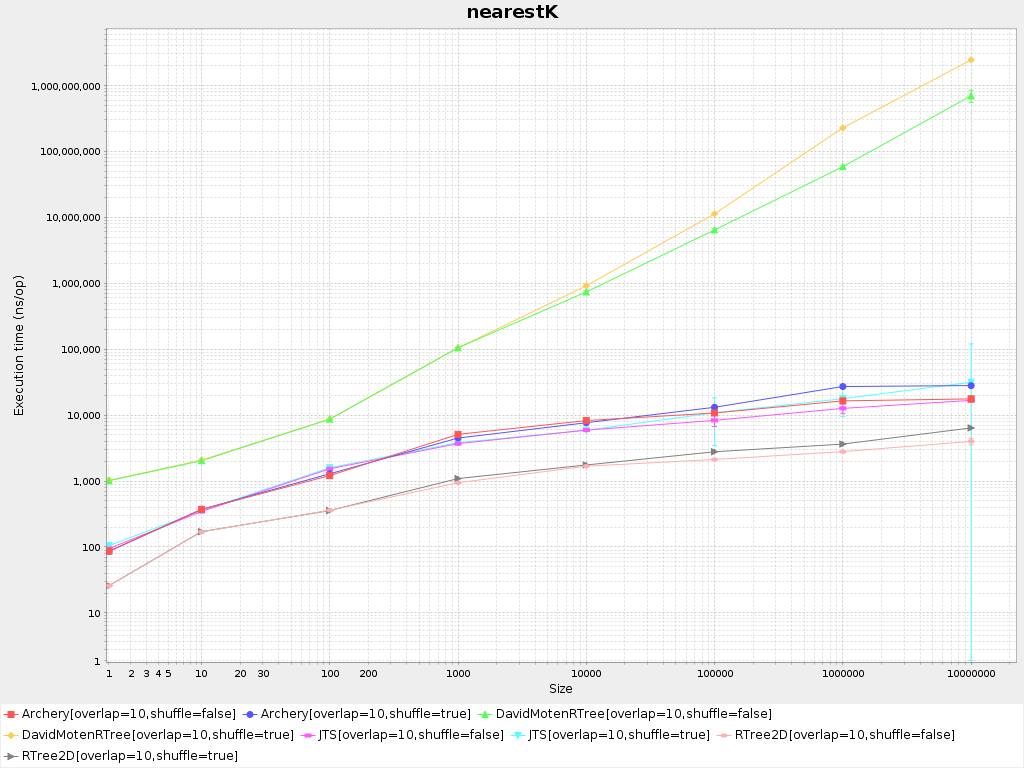 nearestK
Execution time (ns/op)
1,000,000,000
100,000,000
10,000,000
1,000,000
100,000
10,000
1,000
100
10
1
1 2 3 4 5 10 20 30 100 200 1000 10000 100000 1000000 10000000
Size
Archery[overlap=10,shuffle=false] Archery[overlap=10,shuffle=true] DavidMotenRTree[overlap=10,shuffle=false]
DavidMotenRTree[overlap=10,shuffle=true] JTS[overlap=10,shuffle=false] JTS[overlap=10,shuffle=true] RTree2D[overlap=10,shuffle=false]
RTree2D[overlap=10,shuffle=true]